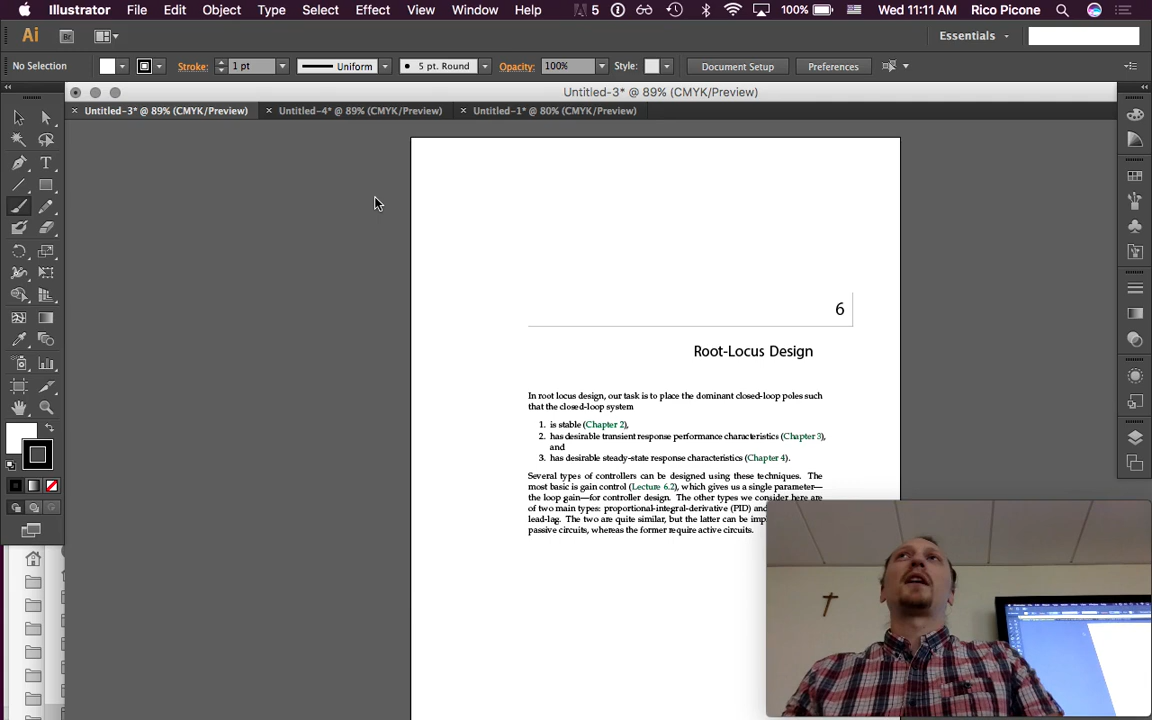 Illustrator File Edit Object Type Select Effect View Window Help 5 100% Wed 11:11 AM Rico Picone
Ai Br Essentials
No Selection Stroke: 1 pt Uniform 5 pt. Round Opacity: 100% Style: Document Setup Preferences
Untitled-3* @ 89% (CMYK/Preview)
Untitled-3* @ 89% (CMYK/Preview) Untitled-4* @ 89% (CMYK/Preview) Untitled-1* @ 80% (CMYK/Preview)
6
Root-Locus Design
In root locus design, our task is to place the dominant closed-loop poles such
that the closed-loop system
1. is stable (Chapter 2),
2. has desirable transient response performance characteristics (Chapter 3),
and
3. has desirable steady-state response characteristics (Chapter 4).
Several types of controllers can be designed using these techniques. The
most basic is gain control (Lecture 6.2), which gives us a single parameter—
the loop gain—for controller design. The other types we consider here are
of two main types: proportional-integral-derivative (PID) and
lead-lag. The two are quite similar, but the latter can be imp
passive circuits, whereas the former require active circuits.